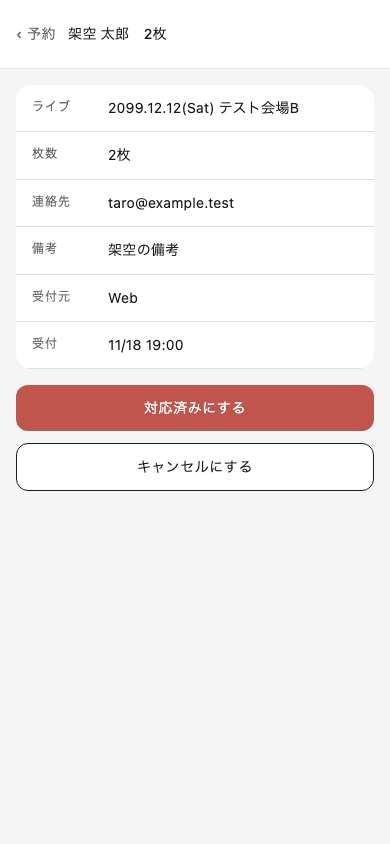 ‹ 予約 架空 太郎　2枚
ライブ 2099.12.12(Sat) テスト会場B
枚数 2枚
連絡先 taro@example.test
備考 架空の備考
受付元 Web
受付 11/18 19:00
対応済みにする
キャンセルにする